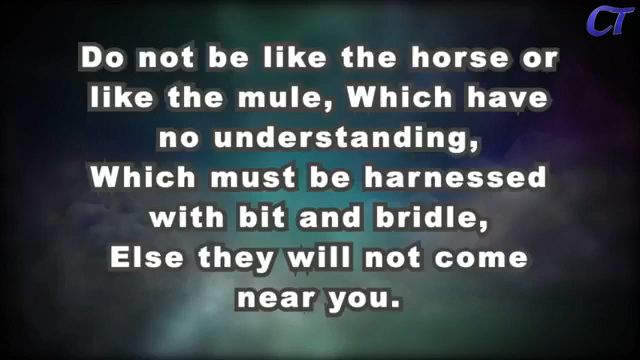 CT
Do not be like the horse or
like the mule, Which have
no understanding,
Which must be harnessed
with bit and bridle,
Else they will not come
near you.